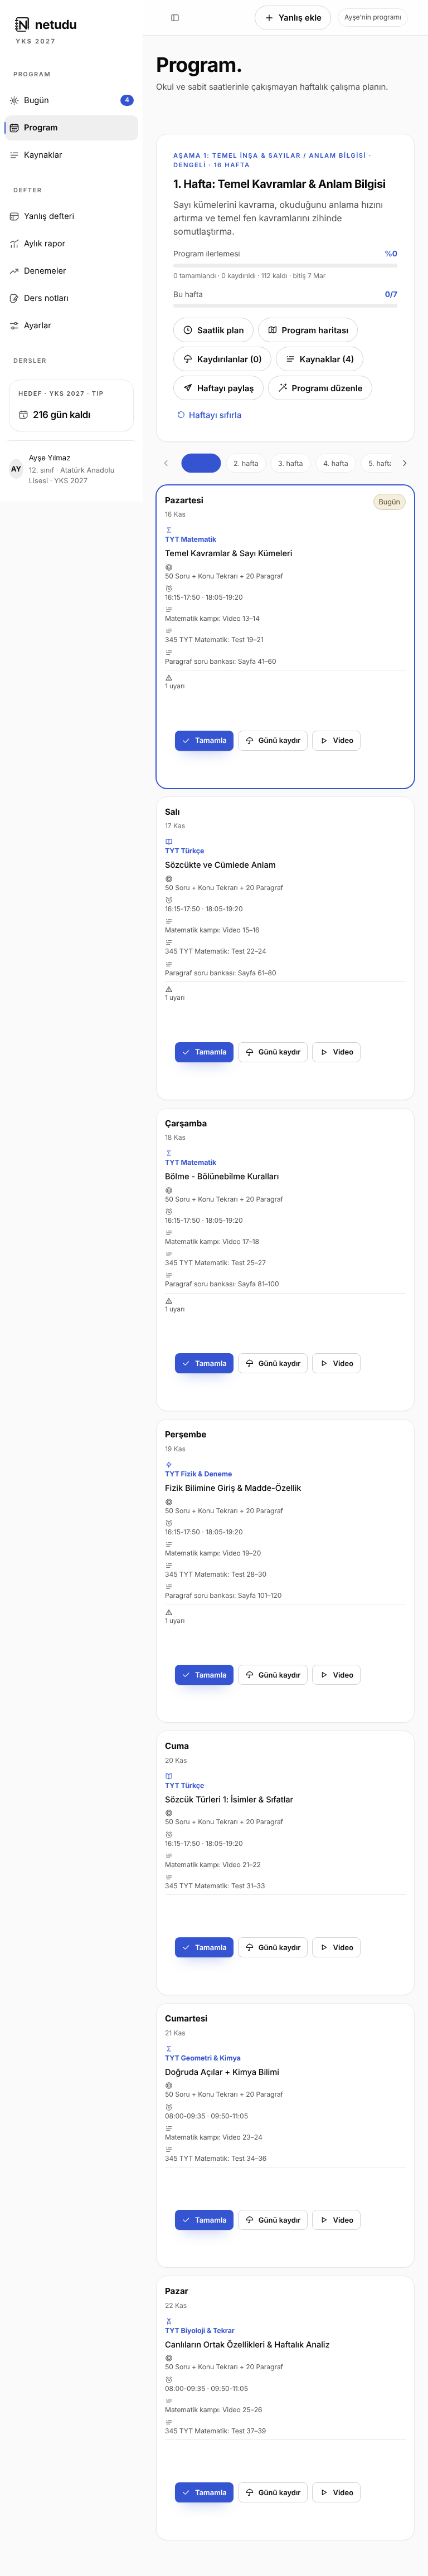 netudu
YKS 2027
PROGRAM
Bugün
4
Program
Kaynaklar
DEFTER
Yanlış defteri
Aylık rapor
Denemeler
Ders notları
Ayarlar
DERSLER
HEDEF · YKS 2027 · TIP
216 gün kaldı
AY
Ayşe Yılmaz
12. sınıf · Atatürk Anadolu
Lisesi · YKS 2027
Yanlış ekle
Ayşe'nin programı
Program.
Okul ve sabit saatlerinle çakışmayan haftalık çalışma planın.
AŞAMA 1: TEMEL İNŞA & SAYILAR / ANLAM BİLGİSİ ·
DENGELİ · 16 HAFTA
1. Hafta: Temel Kavramlar & Anlam Bilgisi
Sayı kümelerini kavrama, okuduğunu anlama hızını
artırma ve temel fen kavramlarını zihinde
somutlaştırma.
Program ilerlemesi
%0
0 tamamlandı · 0 kaydırıldı · 112 kaldı · bitiş 7 Mar
Bu hafta
0/7
Saatlik plan
Program haritası
Kaydırılanlar (0)
Kaynaklar (4)
Haftayı paylaş
Programı düzenle
Haftayı sıfırla
2. hafta
3. hafta
4. hafta
5. hafta
Pazartesi
Bugün
16 Kas
TYT Matematik
Temel Kavramlar & Sayı Kümeleri
50 Soru + Konu Tekrarı + 20 Paragraf
16:15-17:50 · 18:05-19:20
Matematik kampı: Video 13–14
345 TYT Matematik: Test 19–21
Paragraf soru bankası: Sayfa 41–60
1 uyarı
Tamamla
Günü kaydır
Video
Salı
17 Kas
TYT Türkçe
Sözcükte ve Cümlede Anlam
50 Soru + Konu Tekrarı + 20 Paragraf
16:15-17:50 · 18:05-19:20
Matematik kampı: Video 15–16
345 TYT Matematik: Test 22–24
Paragraf soru bankası: Sayfa 61–80
1 uyarı
Tamamla
Günü kaydır
Video
Çarşamba
18 Kas
TYT Matematik
Bölme - Bölünebilme Kuralları
50 Soru + Konu Tekrarı + 20 Paragraf
16:15-17:50 · 18:05-19:20
Matematik kampı: Video 17–18
345 TYT Matematik: Test 25–27
Paragraf soru bankası: Sayfa 81–100
1 uyarı
Tamamla
Günü kaydır
Video
Perşembe
19 Kas
TYT Fizik & Deneme
Fizik Bilimine Giriş & Madde-Özellik
50 Soru + Konu Tekrarı + 20 Paragraf
16:15-17:50 · 18:05-19:20
Matematik kampı: Video 19–20
345 TYT Matematik: Test 28–30
Paragraf soru bankası: Sayfa 101–120
1 uyarı
Tamamla
Günü kaydır
Video
Cuma
20 Kas
TYT Türkçe
Sözcük Türleri 1: İsimler & Sıfatlar
50 Soru + Konu Tekrarı + 20 Paragraf
16:15-17:50 · 18:05-19:20
Matematik kampı: Video 21–22
345 TYT Matematik: Test 31–33
Tamamla
Günü kaydır
Video
Cumartesi
21 Kas
TYT Geometri & Kimya
Doğruda Açılar + Kimya Bilimi
50 Soru + Konu Tekrarı + 20 Paragraf
08:00-09:35 · 09:50-11:05
Matematik kampı: Video 23–24
345 TYT Matematik: Test 34–36
Tamamla
Günü kaydır
Video
Pazar
22 Kas
TYT Biyoloji & Tekrar
Canlıların Ortak Özellikleri & Haftalık Analiz
50 Soru + Konu Tekrarı + 20 Paragraf
08:00-09:35 · 09:50-11:05
Matematik kampı: Video 25–26
345 TYT Matematik: Test 37–39
Tamamla
Günü kaydır
Video